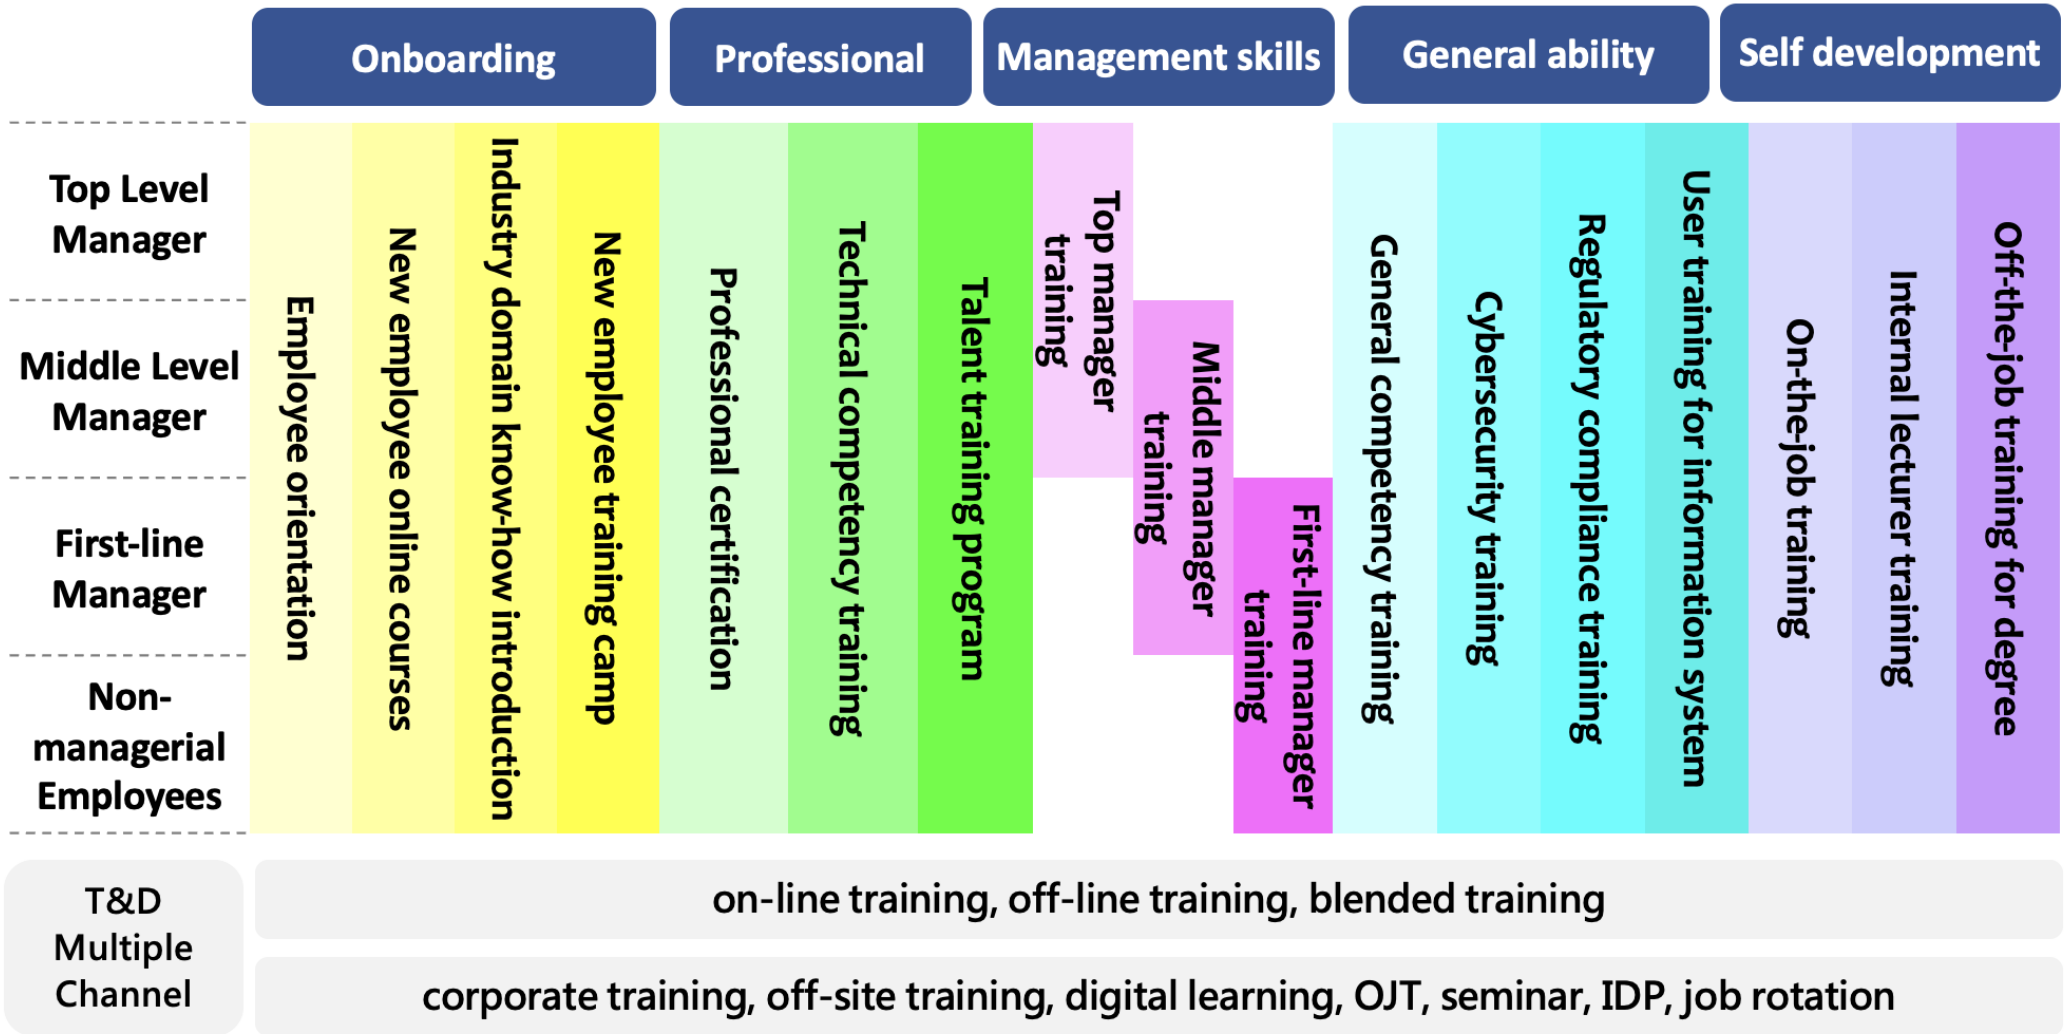 Onboarding
Professional
Management skills
General ability
Self development
Top Level
Manager
Middle Level
Manager
First-line
Manager
Non-
managerial
Employees
Employee orientation
New employee online courses
Industry domain know-how introduction
New employee training camp
Professional certification
Technical competency training
Talent training program
Top manager
training
Middle manager
training
First-line manager
training
General competency training
Cybersecurity training
Regulatory compliance training
User training for information system
On-the-job training
Internal lecturer training
Off-the-job training for degree
T&D
Multiple
Channel
on-line training, off-line training, blended training
corporate training, off-site training, digital learning, OJT, seminar, IDP, job rotation